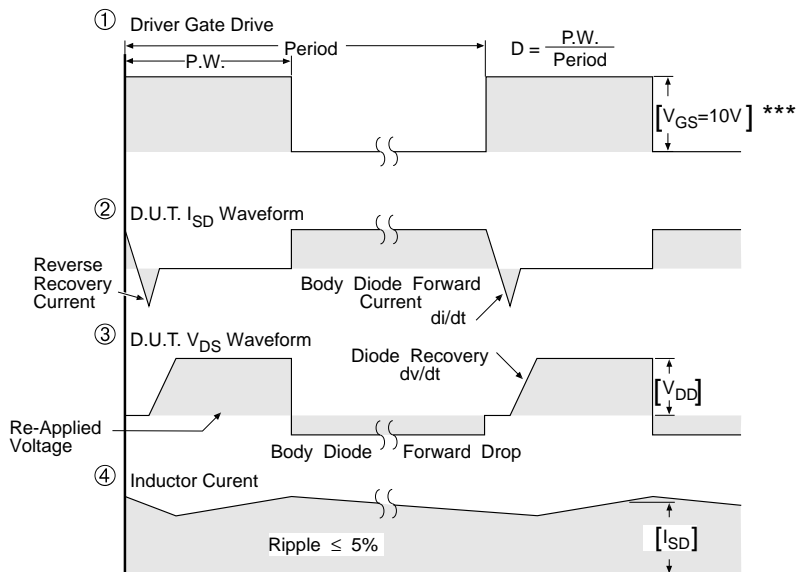 ① Driver Gate Drive
Period
P.W.
D = P.W. / Period
[VGS=10V] ***
② D.U.T. ISD Waveform
Reverse
Recovery
Current
Body Diode Forward
Current
di/dt
③ D.U.T. VDS Waveform
Diode Recovery
dv/dt
[VDD]
Re-Applied
Voltage
Body Diode Forward Drop
④ Inductor Curent
Ripple ≤ 5%
[ISD]